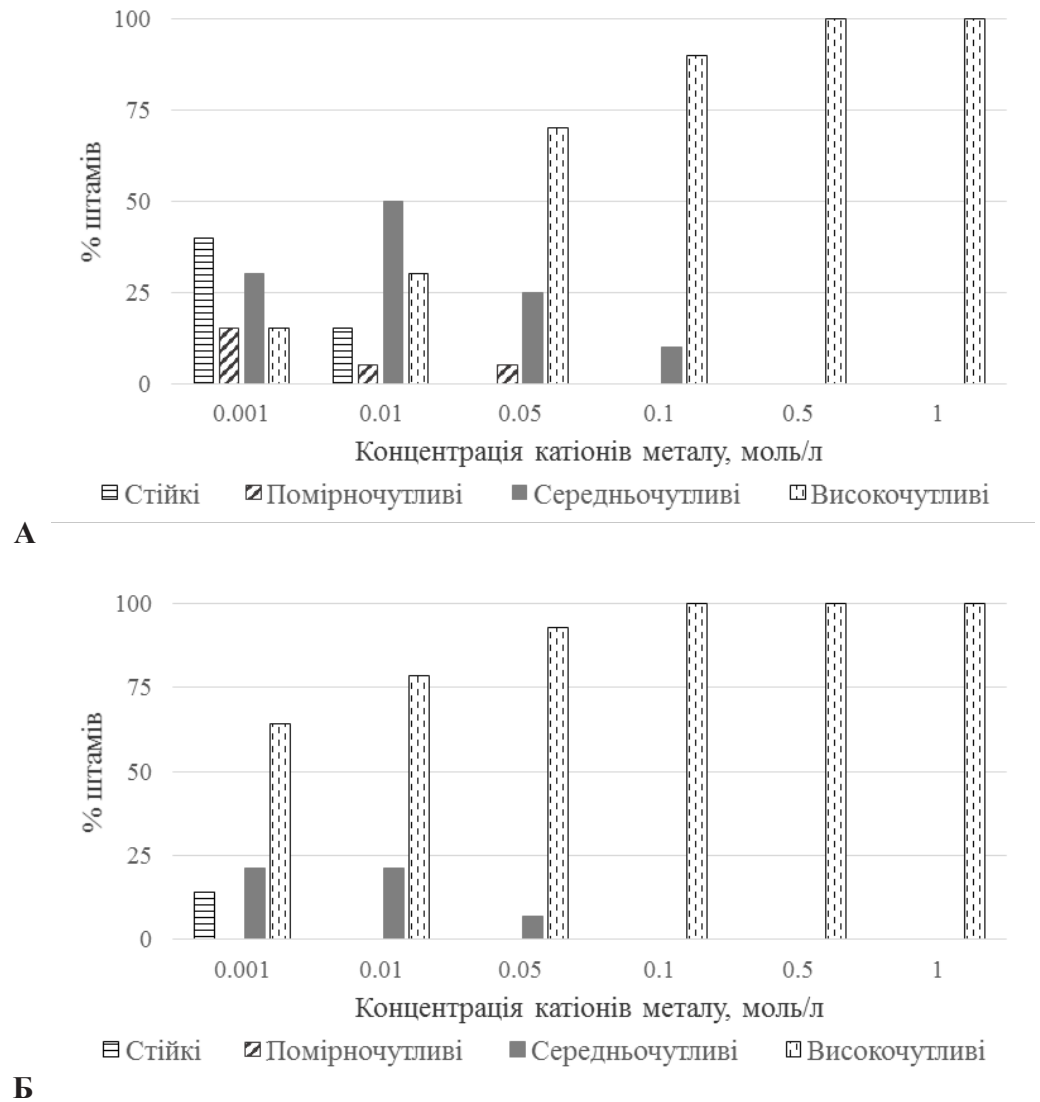 100
75
50
25
0
% штамів
0.001 0.01 0.05 0.1 0.5 1
Концентрація катіонів металу, моль/л
Стійкі Помірночутливі Середньочутливі Високочутливі
А
100
75
50
25
0
% штамів
0.001 0.01 0.05 0.1 0.5 1
Концентрація катіонів металу, моль/л
Стійкі Помірночутливі Середньочутливі Високочутливі
Б